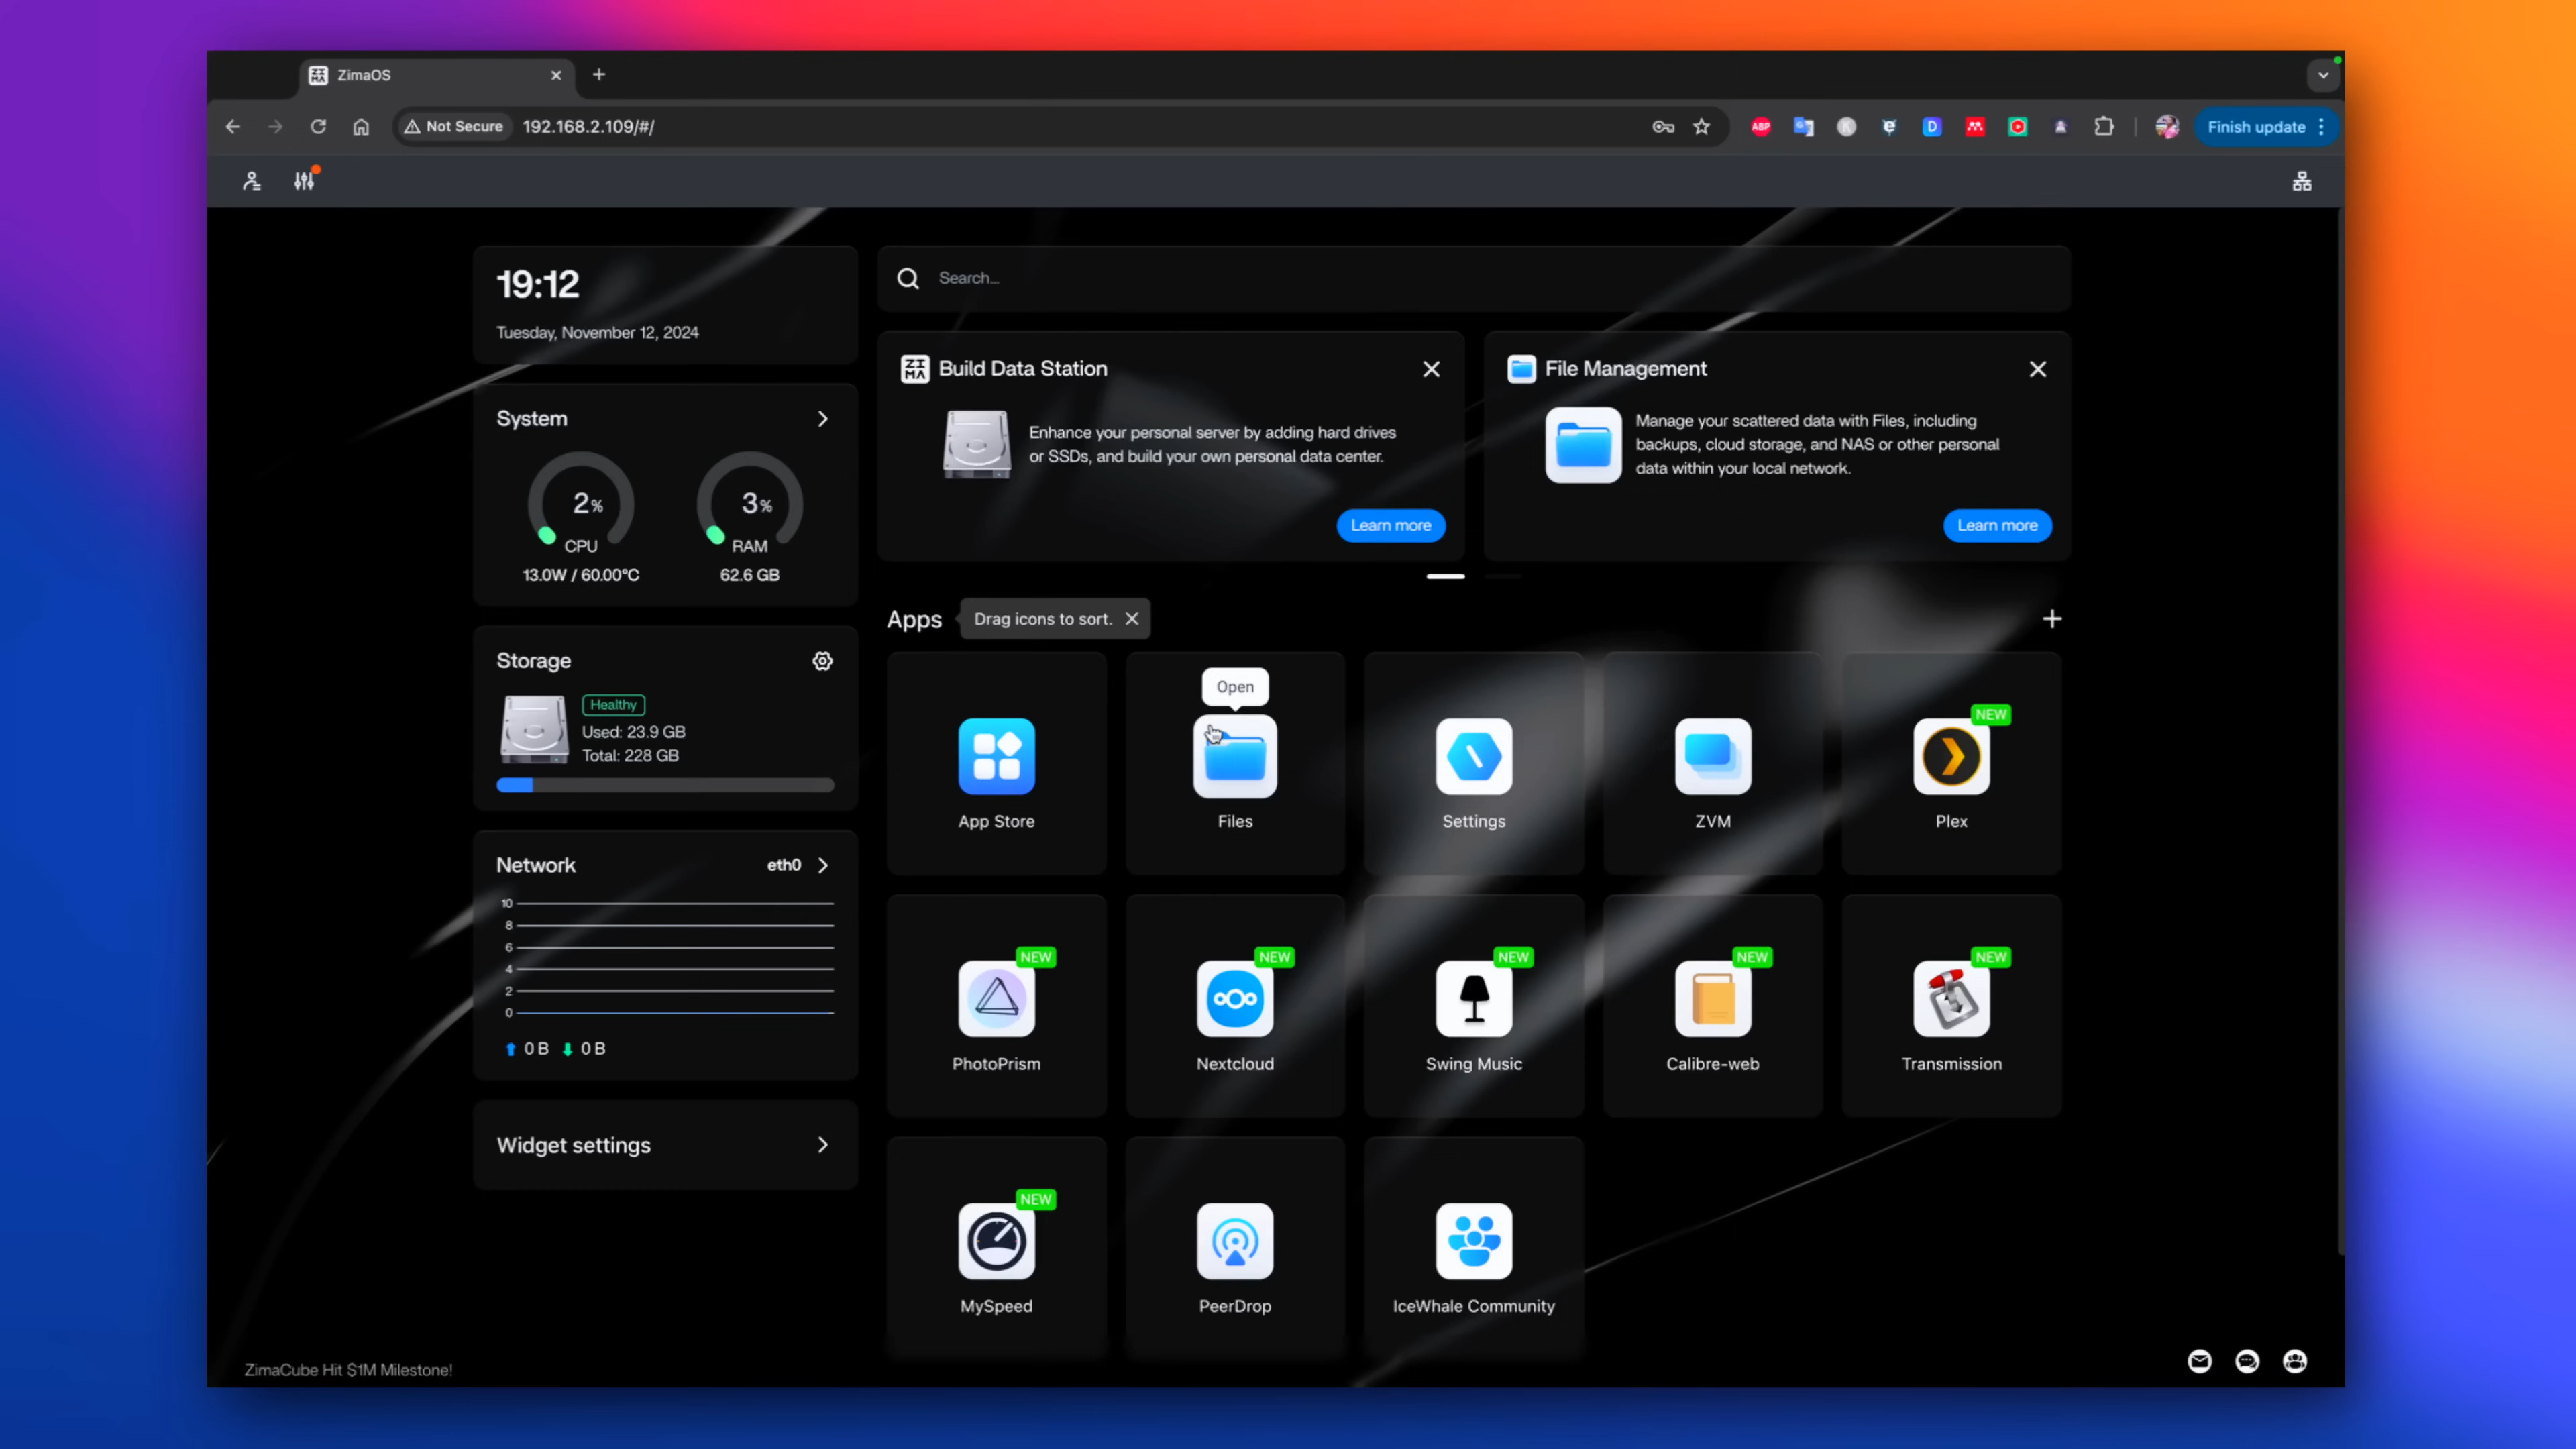 ZimaOS
Not Secure
192.168.2.109/#/
ABP
D
Finish update
19:12
Tuesday, November 12, 2024
Search...
System
2%
CPU
13.0W / 60.00°C
3%
RAM
62.6 GB
Storage
Healthy
Used: 23.9 GB
Total: 228 GB
Network
eth0
10
8
6
4
2
0
0 B
0 B
Widget settings
ZI
MA
Build Data Station
Enhance your personal server by adding hard drives
or SSDs, and build your own personal data center.
Learn more
File Management
Manage your scattered data with Files, including
backups, cloud storage, and NAS or other personal
data within your local network.
Learn more
Apps
Drag icons to sort.
App Store
Open
Files
Settings
ZVM
NEW
Plex
NEW
PhotoPrism
NEW
Nextcloud
NEW
Swing Music
NEW
Calibre-web
NEW
Transmission
NEW
MySpeed
PeerDrop
IceWhale Community
ZimaCube Hit $1M Milestone!